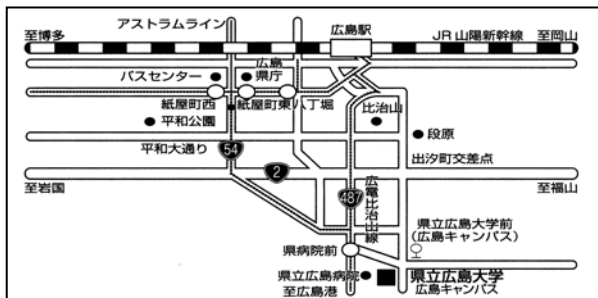 アストラムライン
広島駅
至博多
JR山陽新幹線
至岡山
バスセンター
広島
県庁
紙屋町西
紙屋町東
八丁堀
比治山
平和公園
段原
平和大通り
54
出汐町交差点
2
至岩国
至福山
487
広電比治山線
県立広島大学前
(広島キャンパス)
県病院前
県立広島病院
県立広島大学
至広島港
広島キャンパス